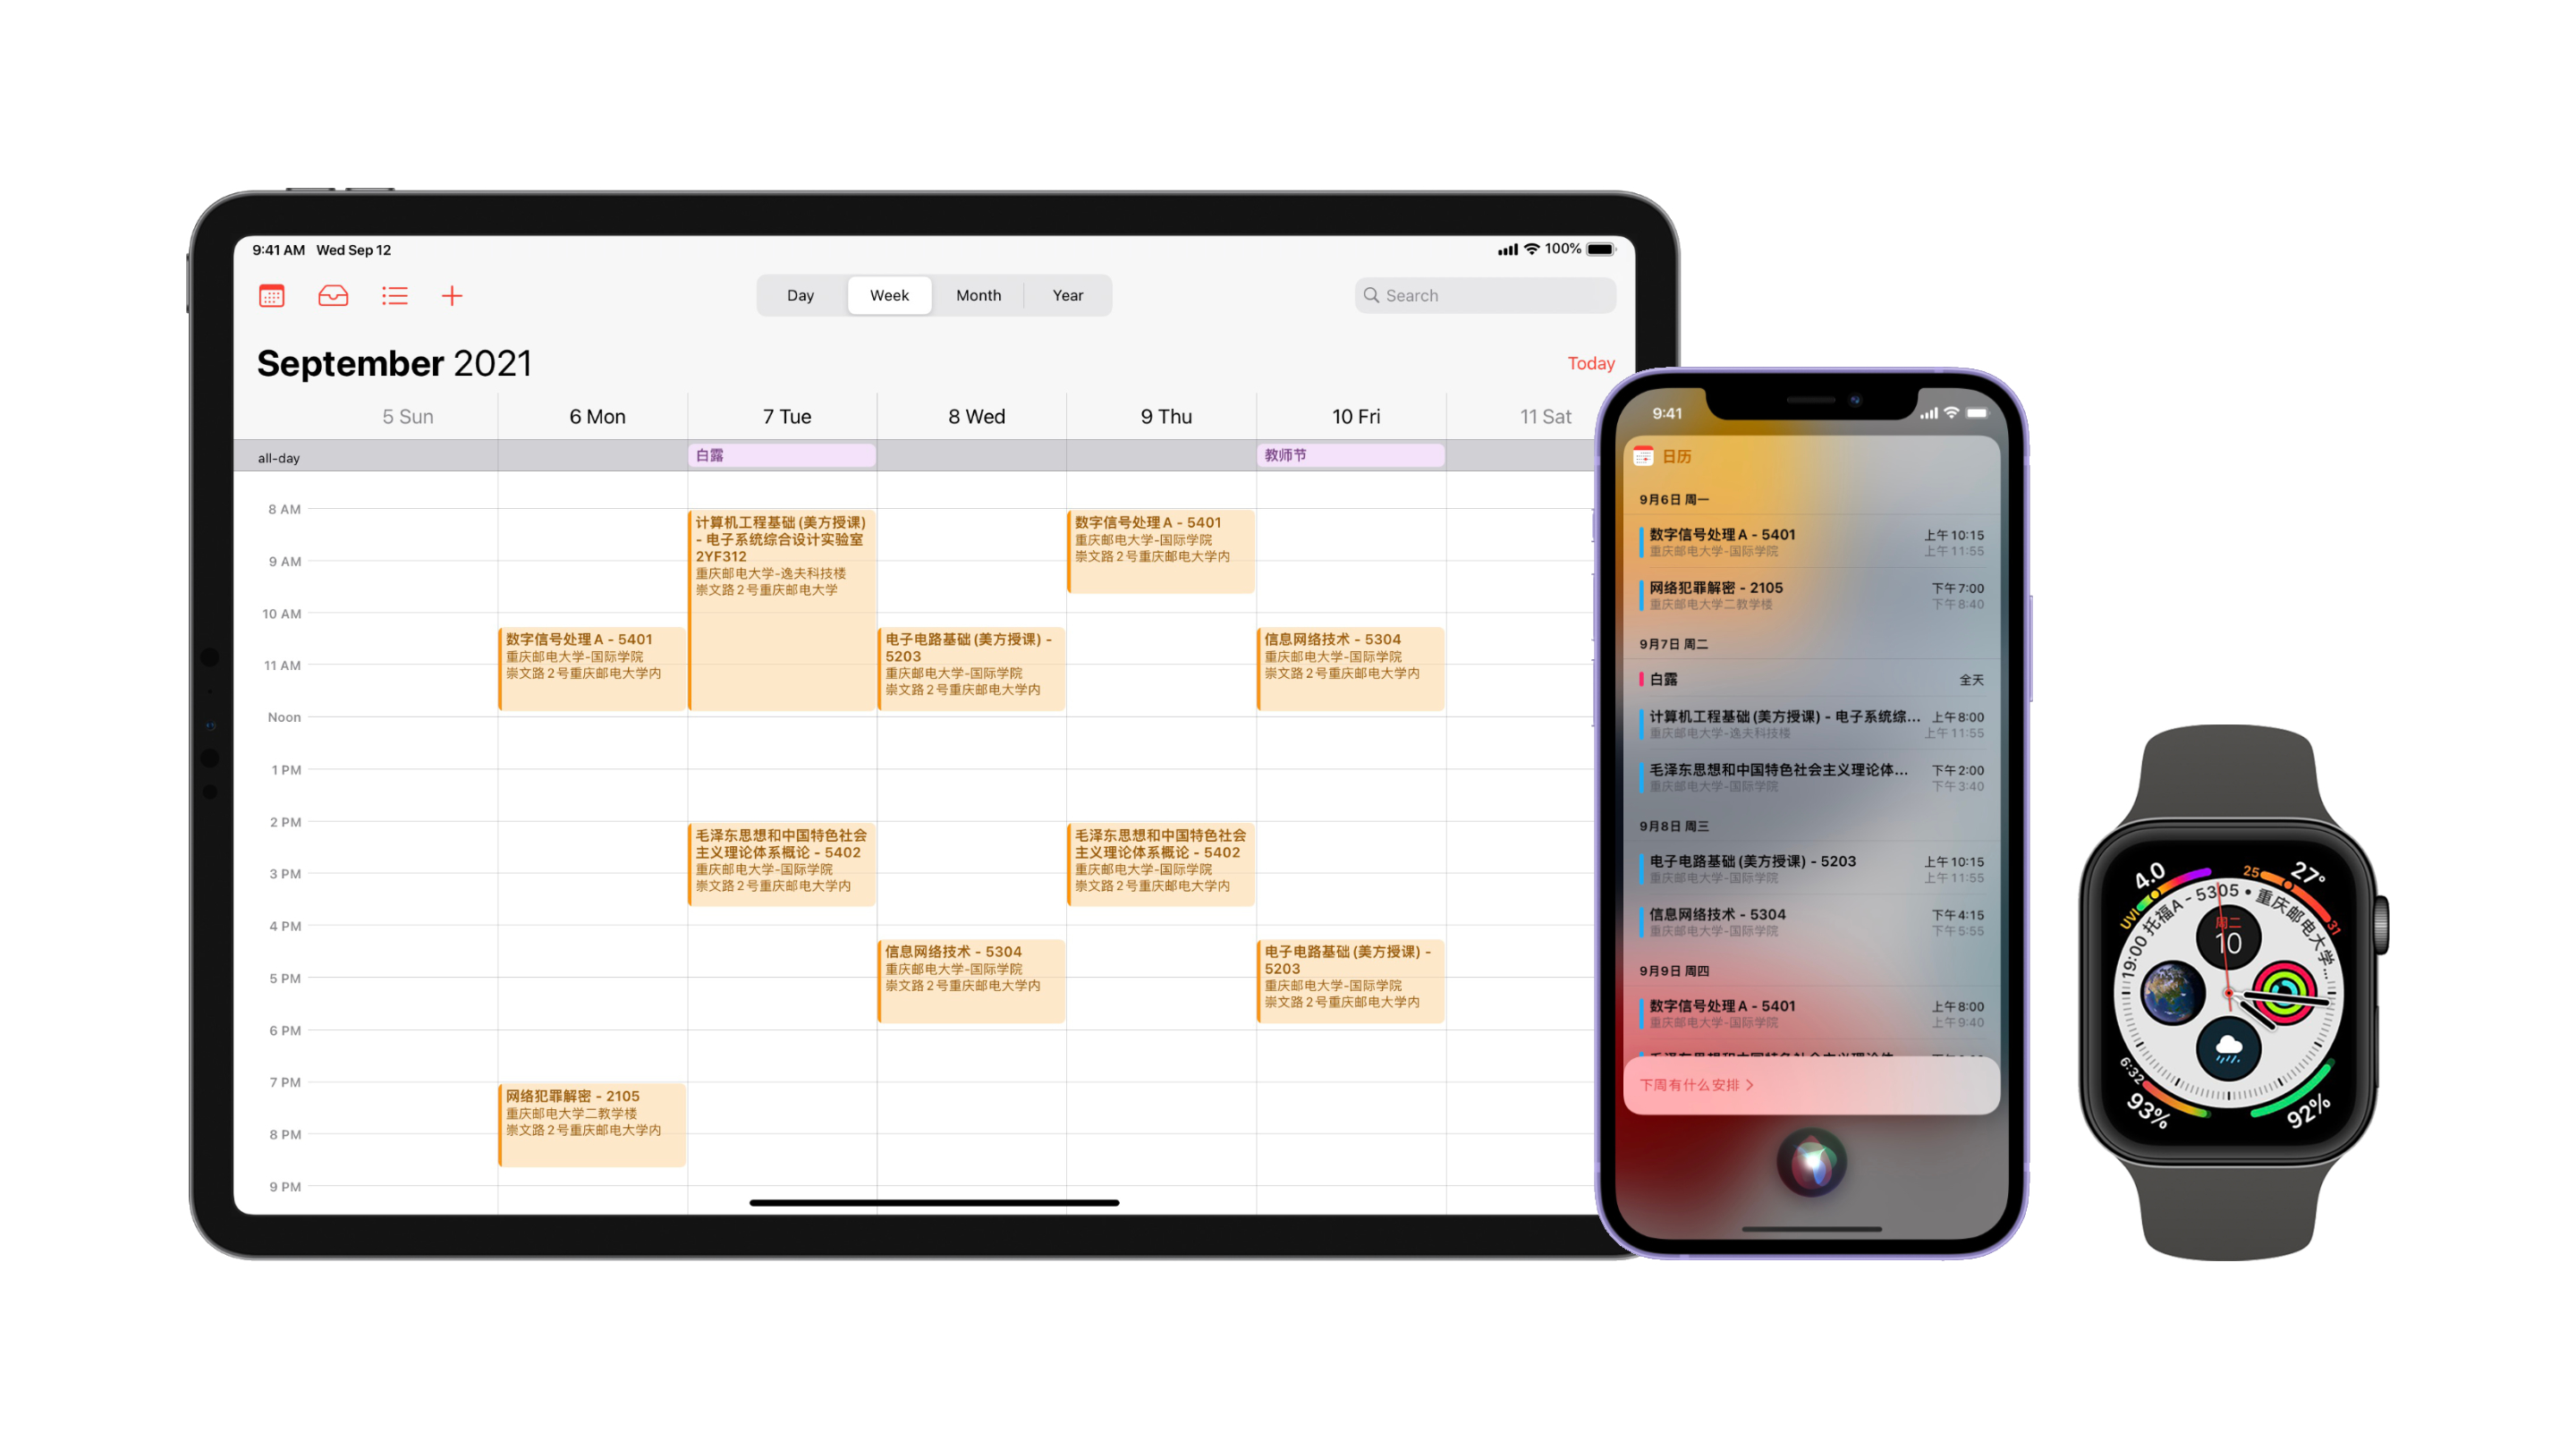 9:41 AM Wed Sep 12
100%
Day Week Month Year
Search
September 2021
Today
5 Sun 6 Mon 7 Tue 8 Wed 9 Thu 10 Fri 11 Sat
all-day
白露
教师节
8 AM
9 AM
10 AM
11 AM
Noon
1 PM
2 PM
3 PM
4 PM
5 PM
6 PM
7 PM
8 PM
9 PM
数字信号处理 A - 5401
重庆邮电大学-国际学院
崇文路2号重庆邮电大学内
网络犯罪解密 - 2105
重庆邮电大学二教学楼
崇文路2号重庆邮电大学内
计算机工程基础 (美方授课)
- 电子系统综合设计实验室
2YF312
重庆邮电大学-逸夫科技楼
崇文路2号重庆邮电大学
毛泽东思想和中国特色社会
主义理论体系概论 - 5402
重庆邮电大学-国际学院
崇文路2号重庆邮电大学内
电子电路基础 (美方授课) -
5203
重庆邮电大学-国际学院
崇文路2号重庆邮电大学内
信息网络技术 - 5304
重庆邮电大学-国际学院
崇文路2号重庆邮电大学内
数字信号处理 A - 5401
重庆邮电大学-国际学院
崇文路2号重庆邮电大学内
毛泽东思想和中国特色社会
主义理论体系概论 - 5402
重庆邮电大学-国际学院
崇文路2号重庆邮电大学内
信息网络技术 - 5304
重庆邮电大学-国际学院
崇文路2号重庆邮电大学内
电子电路基础 (美方授课) -
5203
重庆邮电大学-国际学院
崇文路2号重庆邮电大学内
9:41
日历
9月6日 周一
数字信号处理 A - 5401 上午10:15
重庆邮电大学-国际学院 上午11:55
网络犯罪解密 - 2105 下午7:00
重庆邮电大学二教学楼 下午8:40
9月7日 周二
白露 全天
计算机工程基础 (美方授课) - 电子系统综... 上午8:00
重庆邮电大学-逸夫科技楼 上午11:55
毛泽东思想和中国特色社会主义理论体... 下午2:00
重庆邮电大学-国际学院 下午3:40
9月8日 周三
电子电路基础 (美方授课) - 5203 上午10:15
重庆邮电大学-国际学院 上午11:55
信息网络技术 - 5304 下午4:15
重庆邮电大学-国际学院 下午5:55
9月9日 周四
数字信号处理 A - 5401 上午8:00
重庆邮电大学-国际学院 上午9:40
下周有什么安排
4.0
UVI
25 27° 31
19:00 托福A - 5305 • 重庆邮电大学...
周二
10
6:32
93%
92%